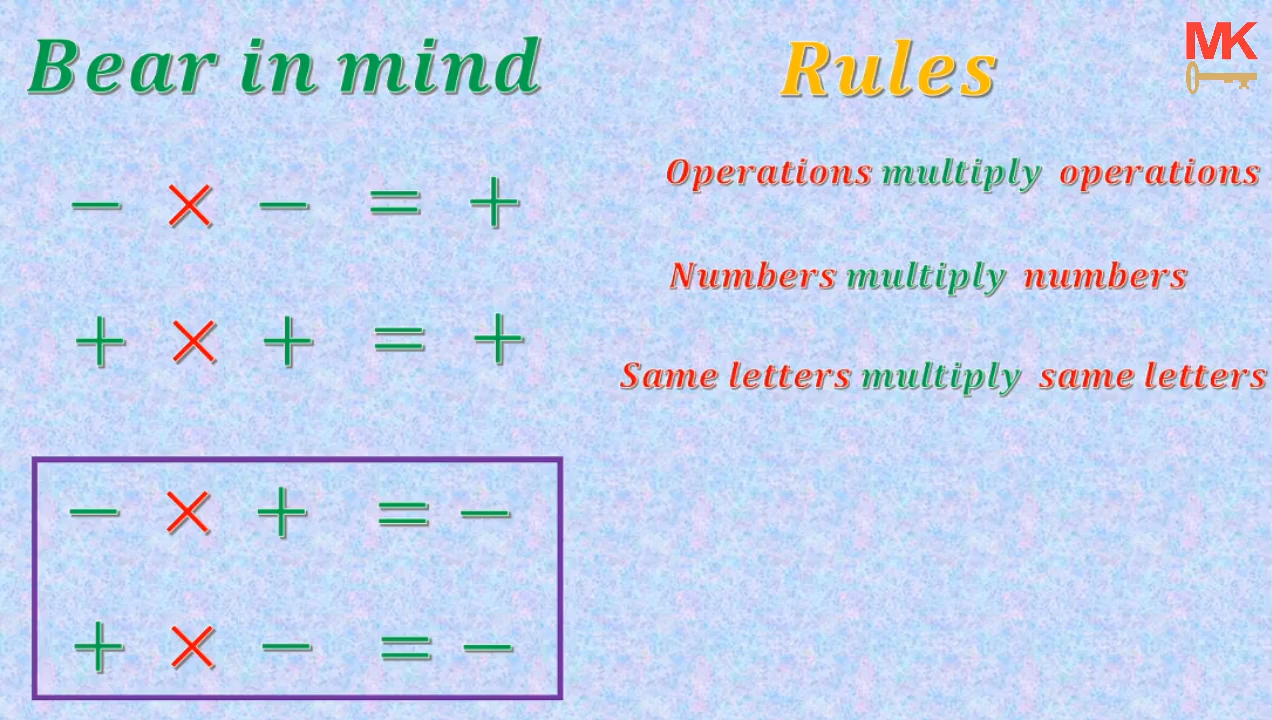 Bear in mind
− × − = +
+ × + = +
− × + = −
+ × − = −
Rules
Operations multiply operations
Numbers multiply numbers
Same letters multiply same letters
MK